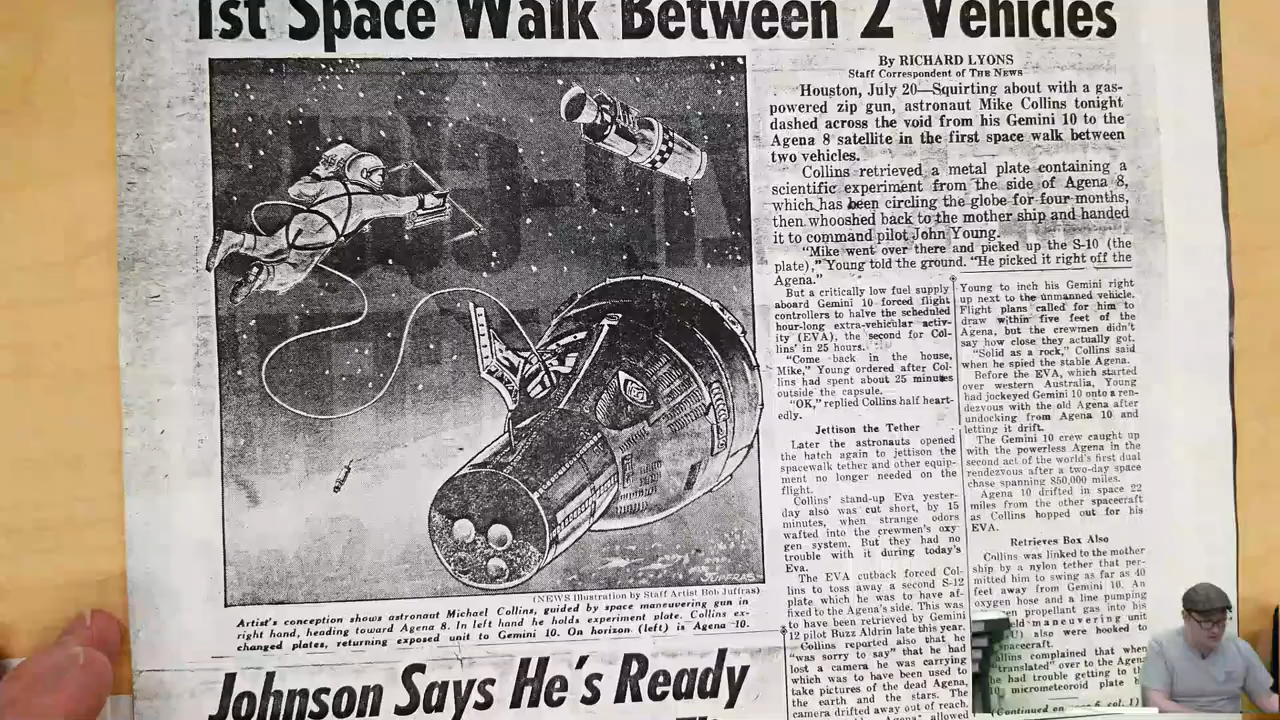 1st Space Walk Between 2 Vehicles
By RICHARD LYONS
Staff Correspondent of THE NEWS
Houston, July 20—Squirting about with a gas-
powered zip gun, astronaut Mike Collins tonight
dashed across the void from his Gemini 10 to the
Agena 8 satellite in the first space walk between
two vehicles.
Collins retrieved a metal plate containing a
scientific experiment from the side of Agena 8,
which has been circling the globe for four months,
then whooshed back to the mother ship and handed
it to command pilot John Young.
"Mike went over there and picked up the S-10 (the
plate)," Young told the ground. "He picked it right off the
Agena."
But a critically low fuel supply
aboard Gemini 10 forced flight
controllers to halve the scheduled
hour-long extra-vehicular activ-
ity (EVA), the second for Col-
lins' in 25 hours.
"Come back in the house,
Mike," Young ordered after Col-
lins had spent about 25 minutes
outside the capsule.
"OK," replied Collins half heart-
edly.
Jettison the Tether
Later the astronauts opened
the hatch again to jettison the
spacewalk tether and other equip-
ment no longer needed on the
flight.
Collins' stand-up Eva yester-
day also was cut short, by 15
minutes, when strange odors
wafted into the crewmen's oxy-
gen system. But they had no
trouble with it during today's
Eva.
The EVA cutback forced Col-
lins to toss away a second S-12
plate which he was to have af-
fixed to the Agena's side. This was
to have been retrieved by Gemini
12 pilot Buzz Aldrin late this year.
Collins reported also that he
"was sorry to say" that he had
lost a camera he was carrying
which was to have been used to
take pictures of the dead Agena,
the earth and the stars. The
camera drifted away out of reach.
Agena" allowed
Young to inch his Gemini right
up next to the unmanned vehicle.
Flight plans called for him to
draw within five feet of the
Agena, but the crewmen didn't
say how close they actually got.
"Solid as a rock," Collins said
when he spied the stable Agena.
Before the EVA, which started
over western Australia, Young
had jockeyed Gemini 10 onto a ren-
dezvous with the old Agena after
undocking from Agena 10 and
letting it drift.
The Gemini 10 crew caught up
with the powerless Agena in the
second act of the world's first dual
rendezvous after a two-day space
chase spanning 850,000 miles.
Agena 10 drifted in space 22
miles from the other spacecraft
as Collins hopped out for his
EVA.
Retrieves Box Also
Collins was linked to the mother
ship by a nylon tether that per-
mitted him to swing as far as 40
feet away from Gemini 10. An
oxygen hose and a line pumping
propellant gas into his
maneuvering unit
also were hooked to
spacecraft.
complained that when
"translated" over to the Agena
he had trouble getting to
10 micrometeoroid plate
(Continued on page 6, col. 1)
JUFFRAS
(NEWS Illustration by Staff Artist Bob Juffras)
Artist's conception shows astronaut Michael Collins, guided by space maneuvering gun in
right hand, heading toward Agena 8. In left hand he holds experiment plate. Collins ex-
changed plates, returning exposed unit to Gemini 10. On horizon (left) is Agena 10.
Johnson Says He's Ready